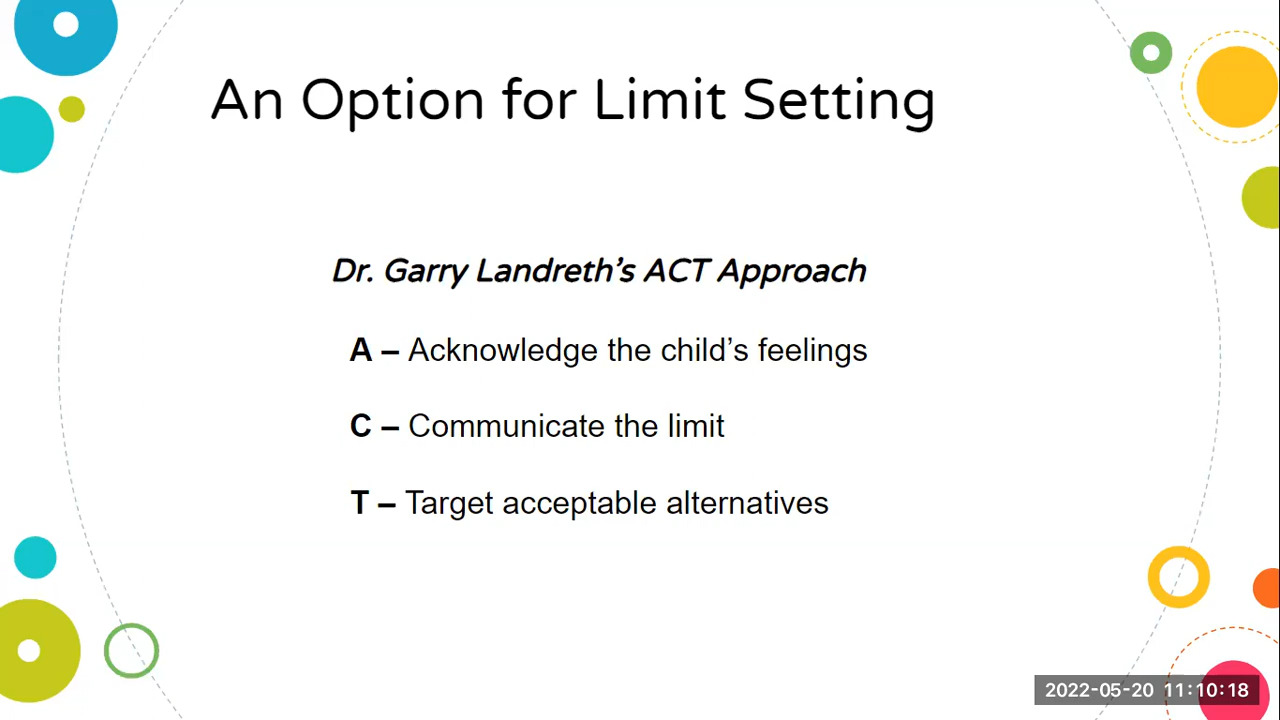 An Option for Limit Setting
Dr. Garry Landreth’s ACT Approach
A – Acknowledge the child’s feelings
C – Communicate the limit
T – Target acceptable alternatives
2022-05-20 11:10:18